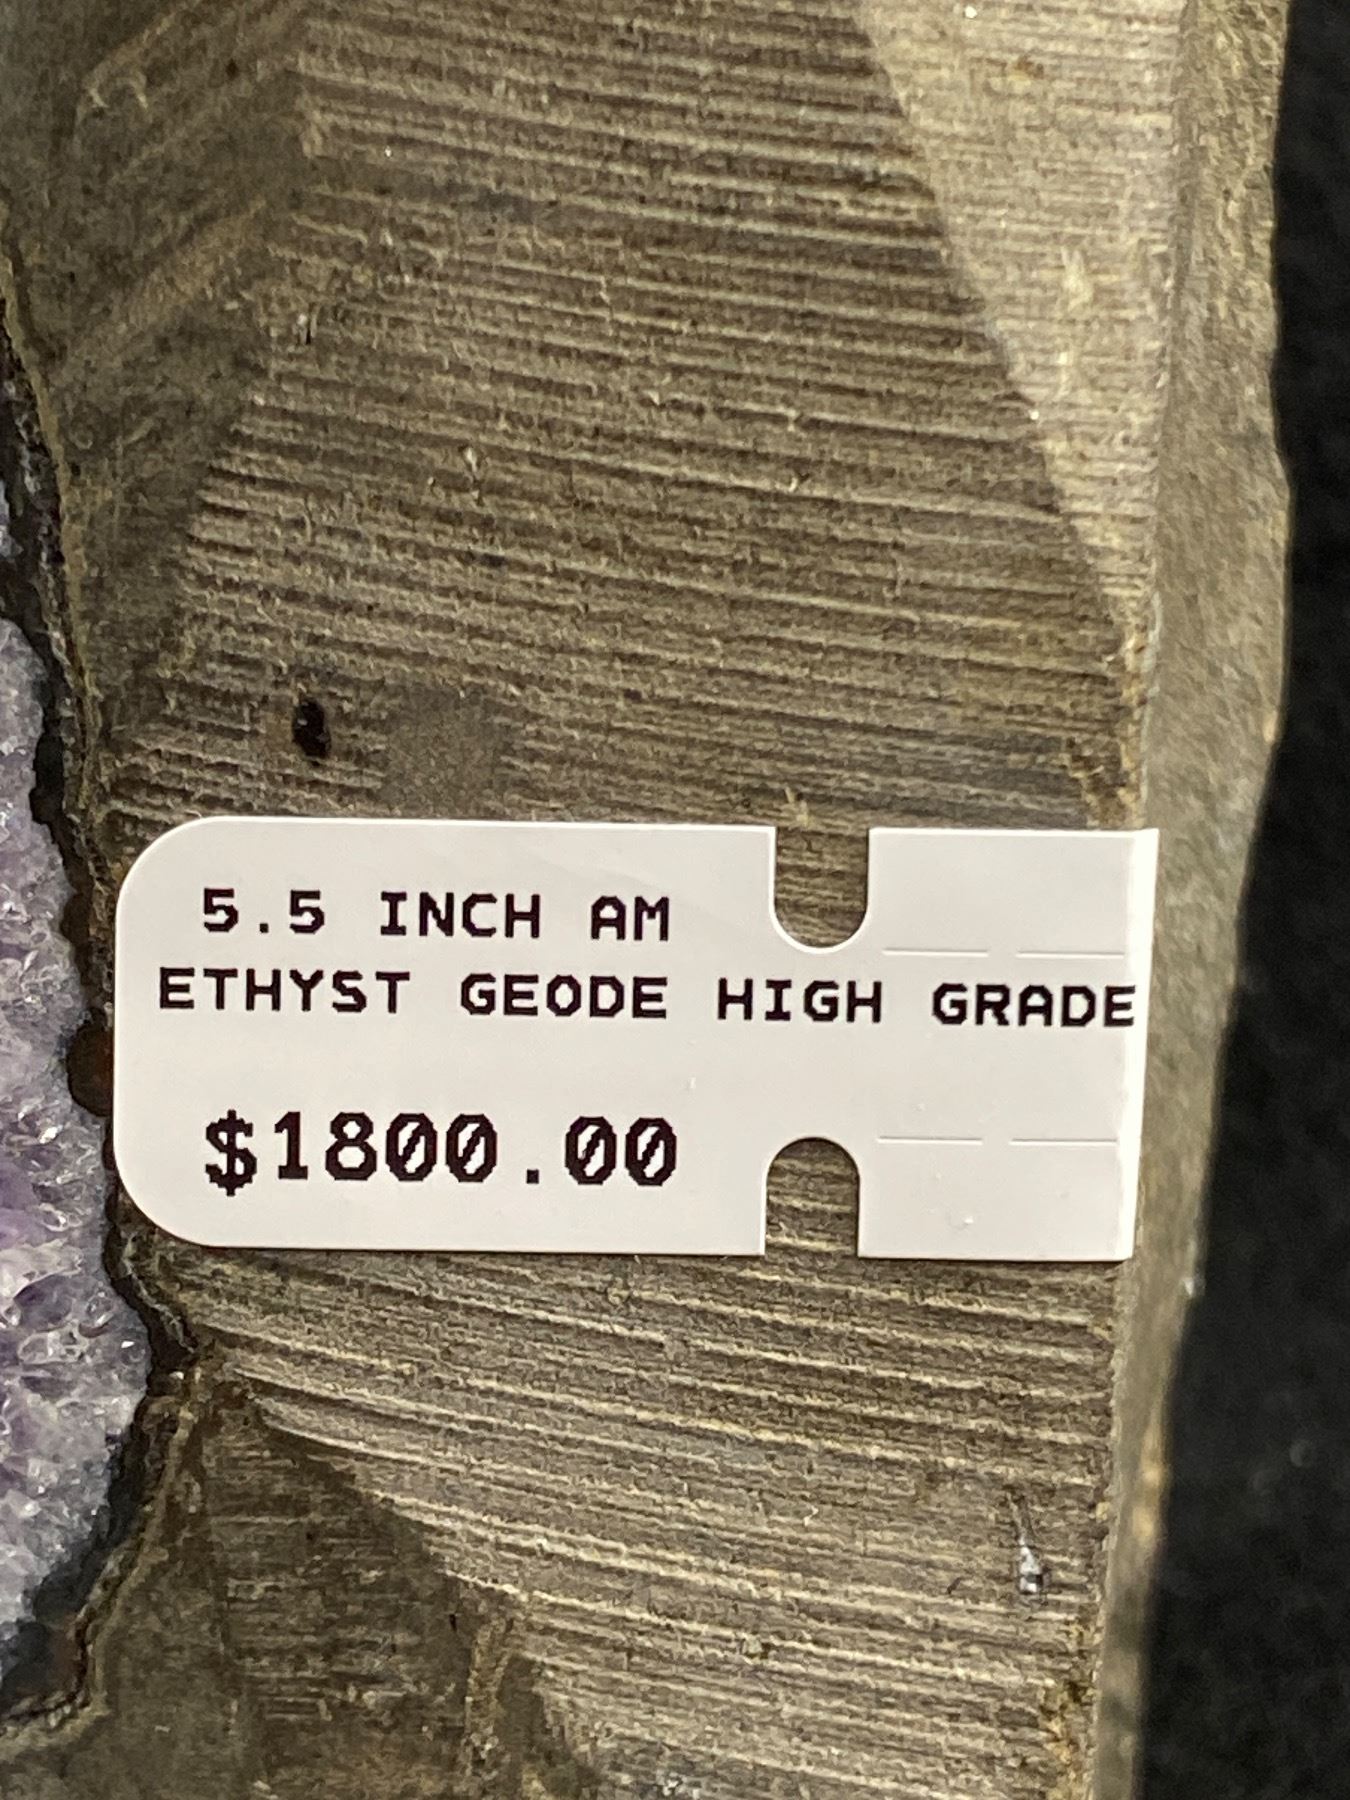 5.5 INCH AM
ETHYST GEODE HIGH GRADE
$1800.00